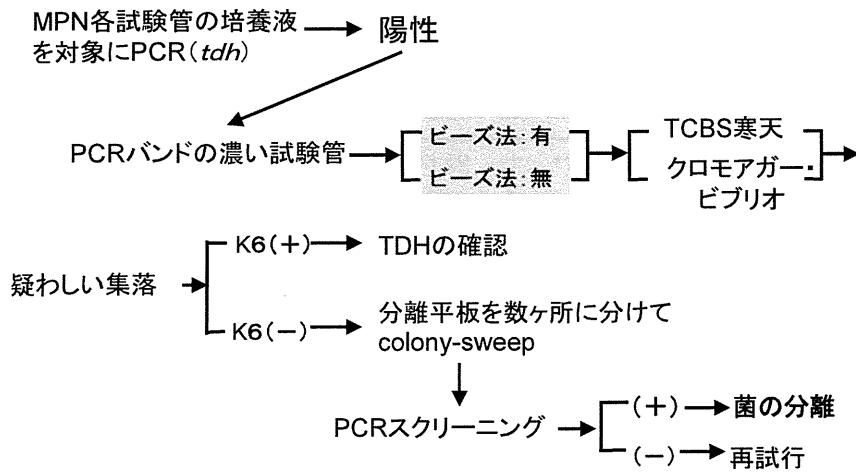 MPN各試験管の培養液
を対象にPCR(tdh)
陽性
PCRバンドの濃い試験管
ビーズ法:有
ビーズ法:無
TCBS寒天
クロモアガー・
ビブリオ
疑わしい集落
K6(+)
TDHの確認
K6(-)
分離平板を数ヶ所に分けて
colony-sweep
PCRスクリーニング
(+)
菌の分離
(-)
再試行